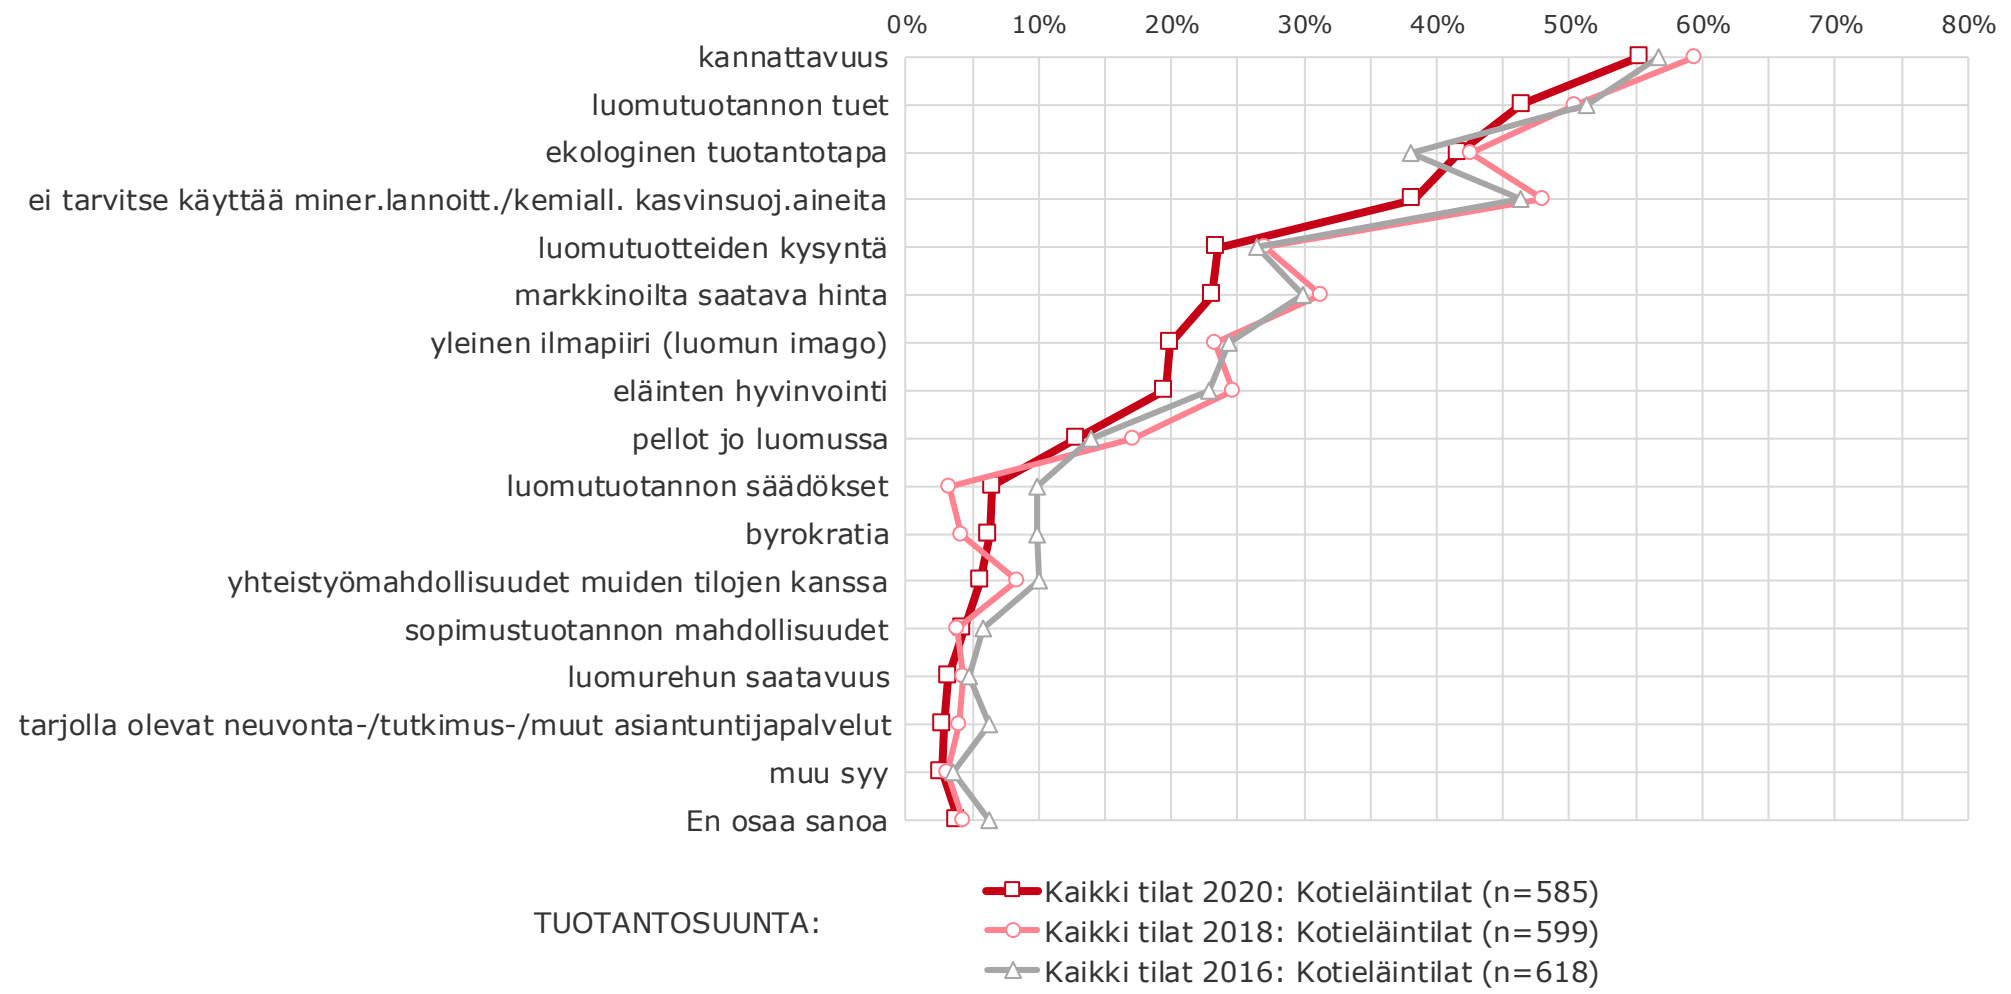 0% 10% 20% 30% 40% 50% 60% 70% 80%
kannattavuus
luomutuotannon tuet
ekologinen tuotantotapa
ei tarvitse käyttää miner.lannoitt./kemiall. kasvinsuoj.aineita
luomutuotteiden kysyntä
markkinoilta saatava hinta
yleinen ilmapiiri (luomun imago)
eläinten hyvinvointi
pellot jo luomussa
luomutuotannon säädökset
byrokratia
yhteistyömahdollisuudet muiden tilojen kanssa
sopimustuotannon mahdollisuudet
luomurehun saatavuus
tarjolla olevat neuvonta-/tutkimus-/muut asiantuntijapalvelut
muu syy
En osaa sanoa
TUOTANTOSUUNTA:
Kaikki tilat 2020: Kotieläintilat (n=585)
Kaikki tilat 2018: Kotieläintilat (n=599)
Kaikki tilat 2016: Kotieläintilat (n=618)